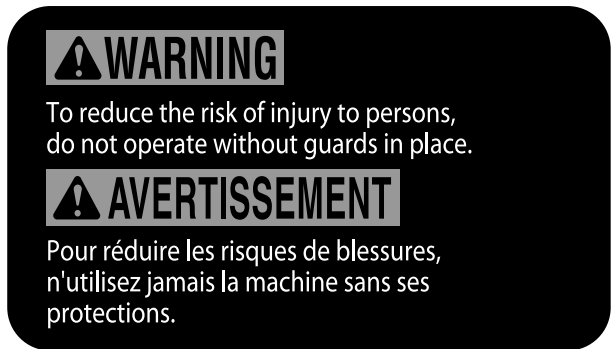 WARNING
To reduce the risk of injury to persons,
do not operate without guards in place.
AVERTISSEMENT
Pour réduire les risques de blessures,
n'utilisez jamais la machine sans ses
protections.